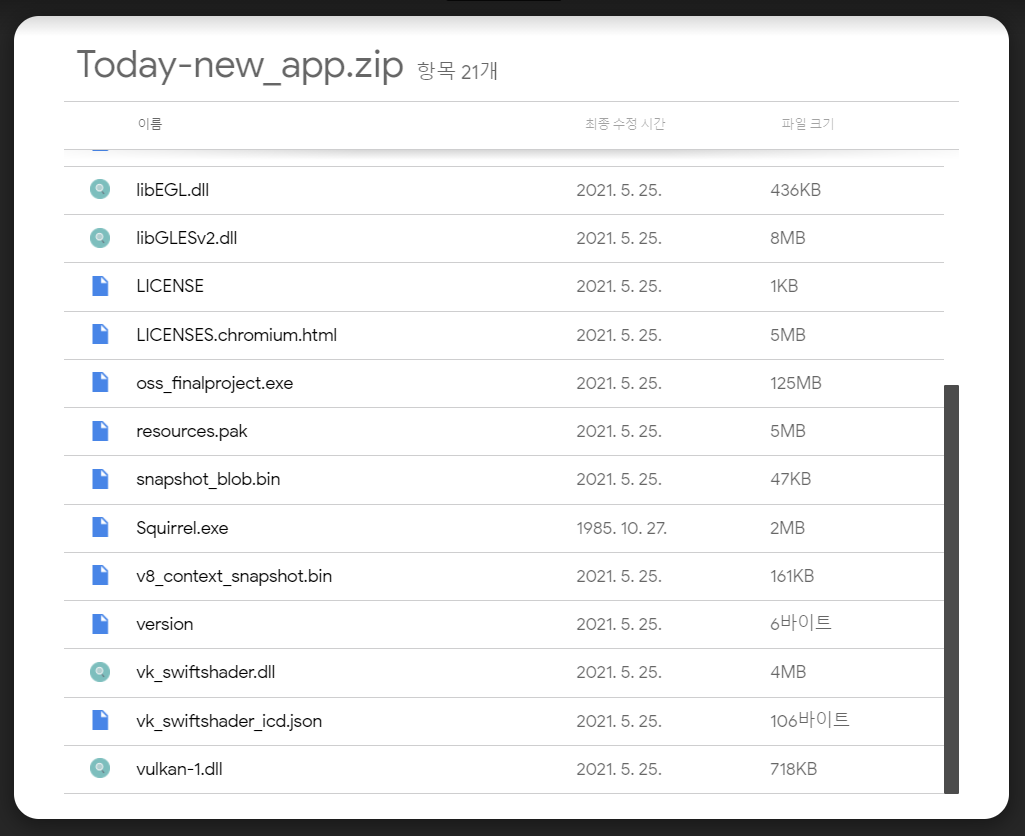 Today-new_app.zip 항목 21개
이름 최종 수정 시간 파일 크기
libEGL.dll 2021. 5. 25. 436KB
libGLESv2.dll 2021. 5. 25. 8MB
LICENSE 2021. 5. 25. 1KB
LICENSES.chromium.html 2021. 5. 25. 5MB
oss_finalproject.exe 2021. 5. 25. 125MB
resources.pak 2021. 5. 25. 5MB
snapshot_blob.bin 2021. 5. 25. 47KB
Squirrel.exe 1985. 10. 27. 2MB
v8_context_snapshot.bin 2021. 5. 25. 161KB
version 2021. 5. 25. 6바이트
vk_swiftshader.dll 2021. 5. 25. 4MB
vk_swiftshader_icd.json 2021. 5. 25. 106바이트
vulkan-1.dll 2021. 5. 25. 718KB